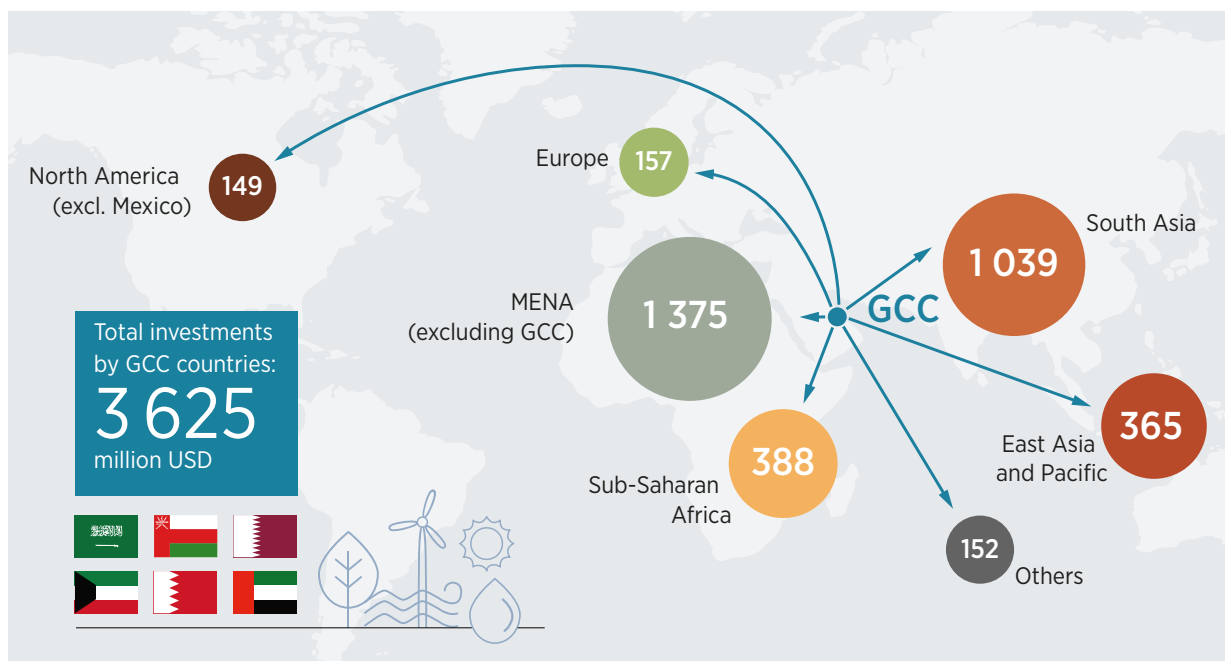 North America
(excl. Mexico)
149
Europe
157
South Asia
1 039
MENA
(excluding GCC)
1 375
GCC
Total investments
by GCC countries:
3 625
million USD
Sub-Saharan
Africa
388
East Asia
and Pacific
365
152
Others